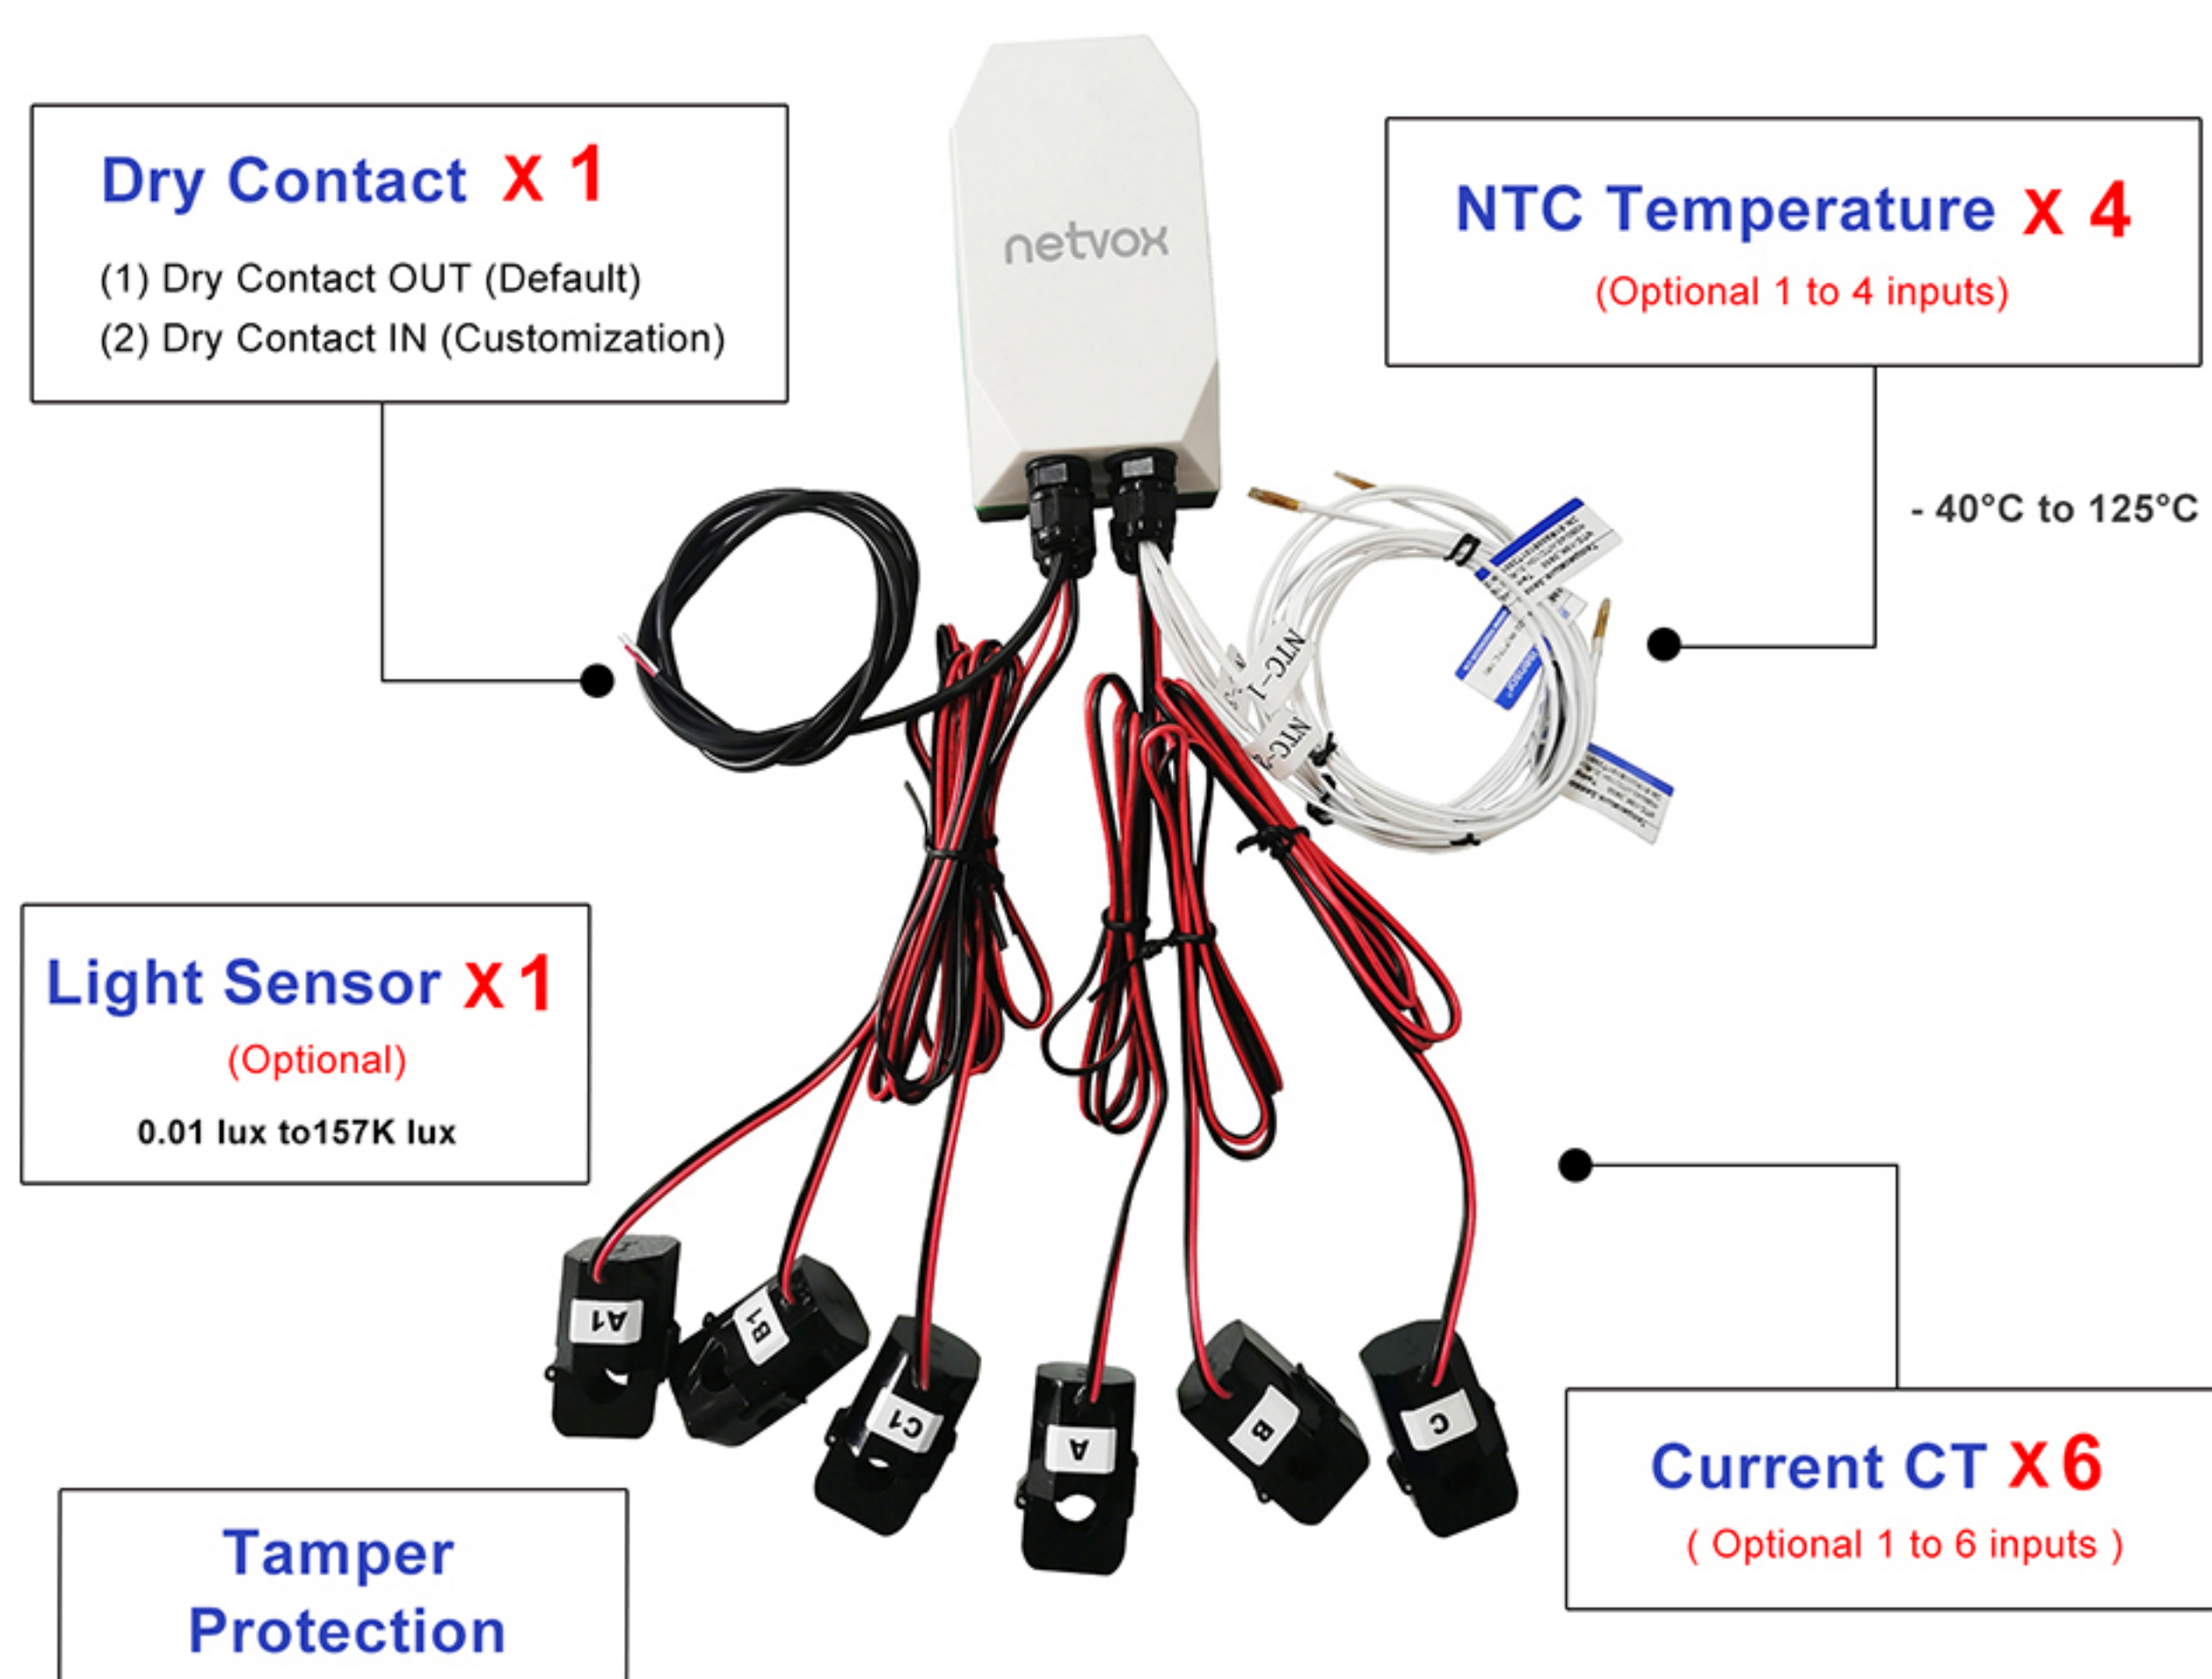 netvox
Dry Contact X 1
(1) Dry Contact OUT (Default)
(2) Dry Contact IN (Customization)
NTC Temperature X 4
(Optional 1 to 4 inputs)
- 40°C to 125°C
NTC-1
Light Sensor X 1
(Optional)
0.01 lux to157K lux
A1
B1
C1
A
B
C
Current CT X 6
( Optional 1 to 6 inputs )
Tamper
Protection